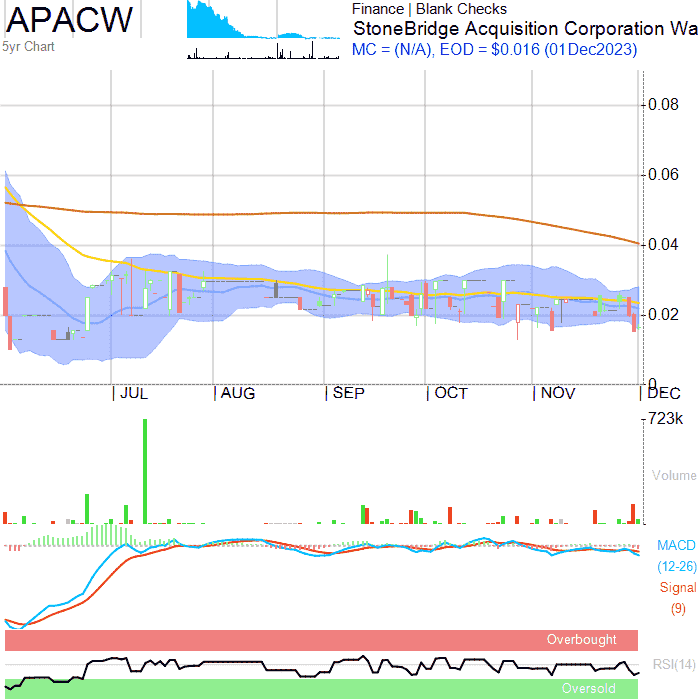 APACW
5yr Chart
Finance | Blank Checks
StoneBridge Acquisition Corporation Wa
MC = (N/A), EOD = $0.016 (01Dec2023)
0.08
0.06
0.04
0.02
0
JUL
AUG
SEP
OCT
NOV
DEC
723k
Volume
MACD
(12-26)
Signal
(9)
Overbought
RSI(14)
Oversold